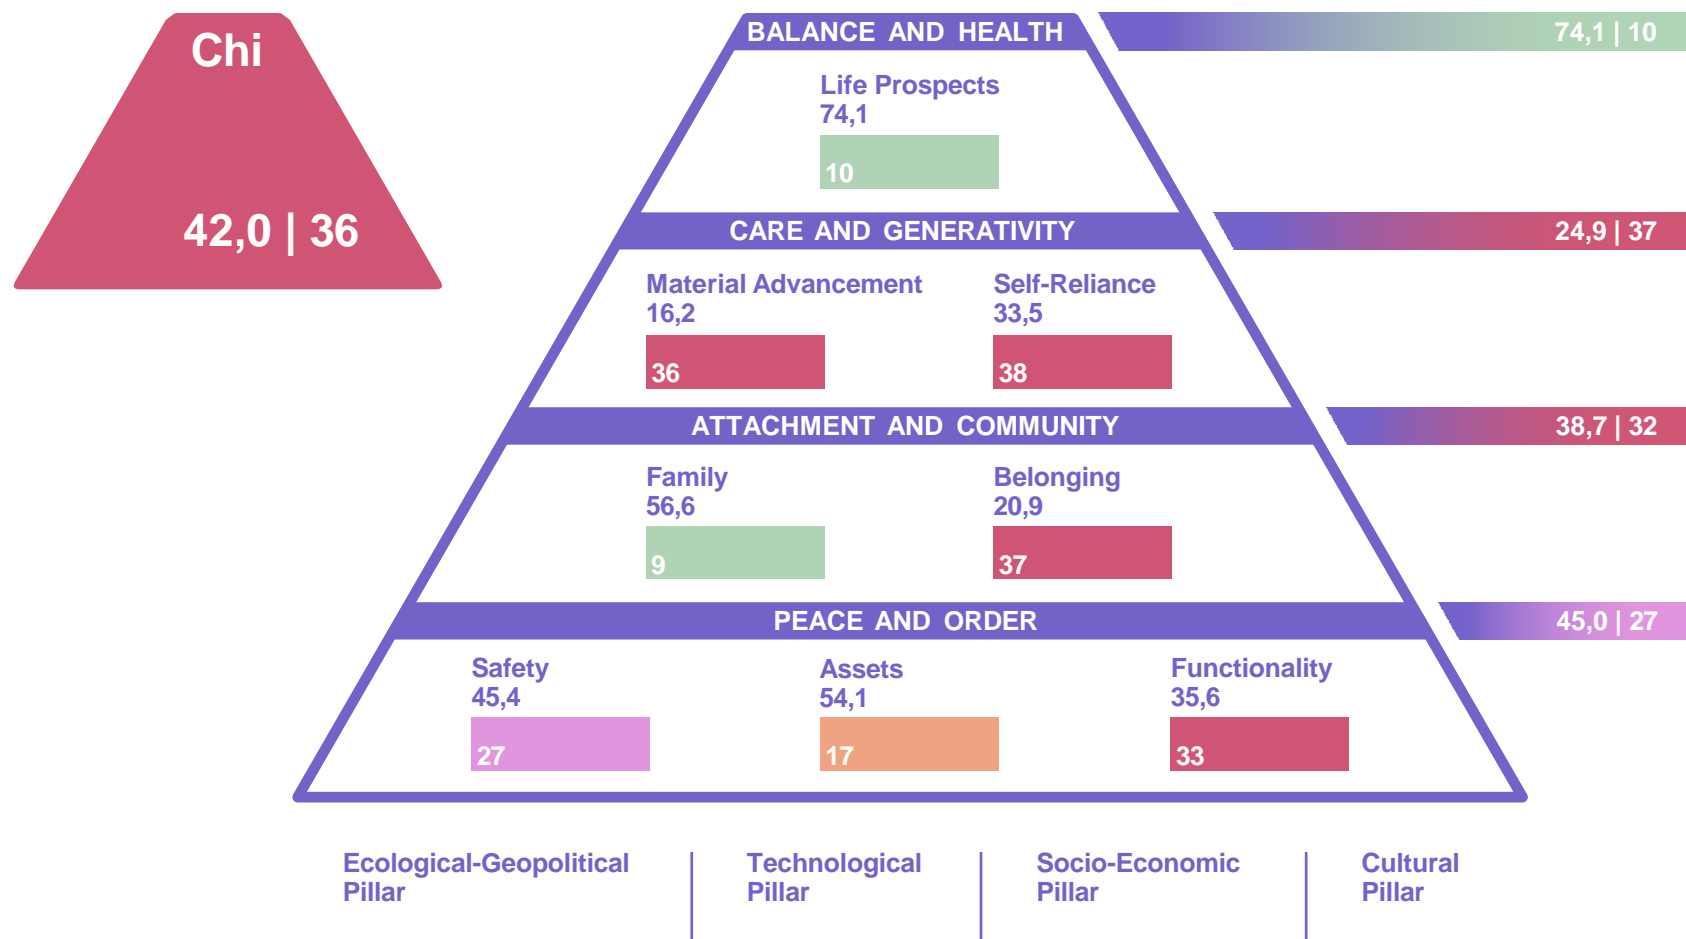 Chi
42,0 | 36
BALANCE AND HEALTH
74,1 | 10
Life Prospects
74,1
10
CARE AND GENERATIVITY
24,9 | 37
Material Advancement
16,2
36
Self-Reliance
33,5
38
ATTACHMENT AND COMMUNITY
38,7 | 32
Family
56,6
9
Belonging
20,9
37
PEACE AND ORDER
45,0 | 27
Safety
45,4
27
Assets
54,1
17
Functionality
35,6
33
Ecological-Geopolitical
Pillar
Technological
Pillar
Socio-Economic
Pillar
Cultural
Pillar